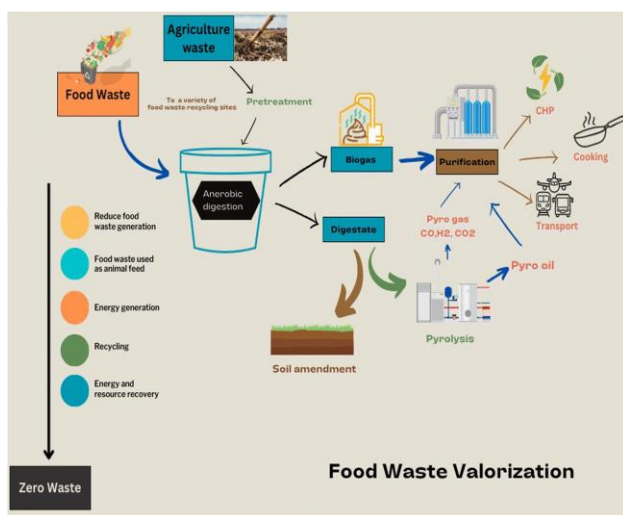 Agriculture
waste
Food Waste
To a variety of
food waste recycling sites
Pretreatment
CHP
Biogas
Purification
Cooking
Anerobic
digestion
Transport
Pyro gas
CO,H2, CO2
Digestate
Pyro oil
Reduce food
waste generation
Food waste used
as animal feed
Energy generation
Pyrolysis
Recycling
Soil amendment
Energy and
resource recovery
Food Waste Valorization
Zero Waste